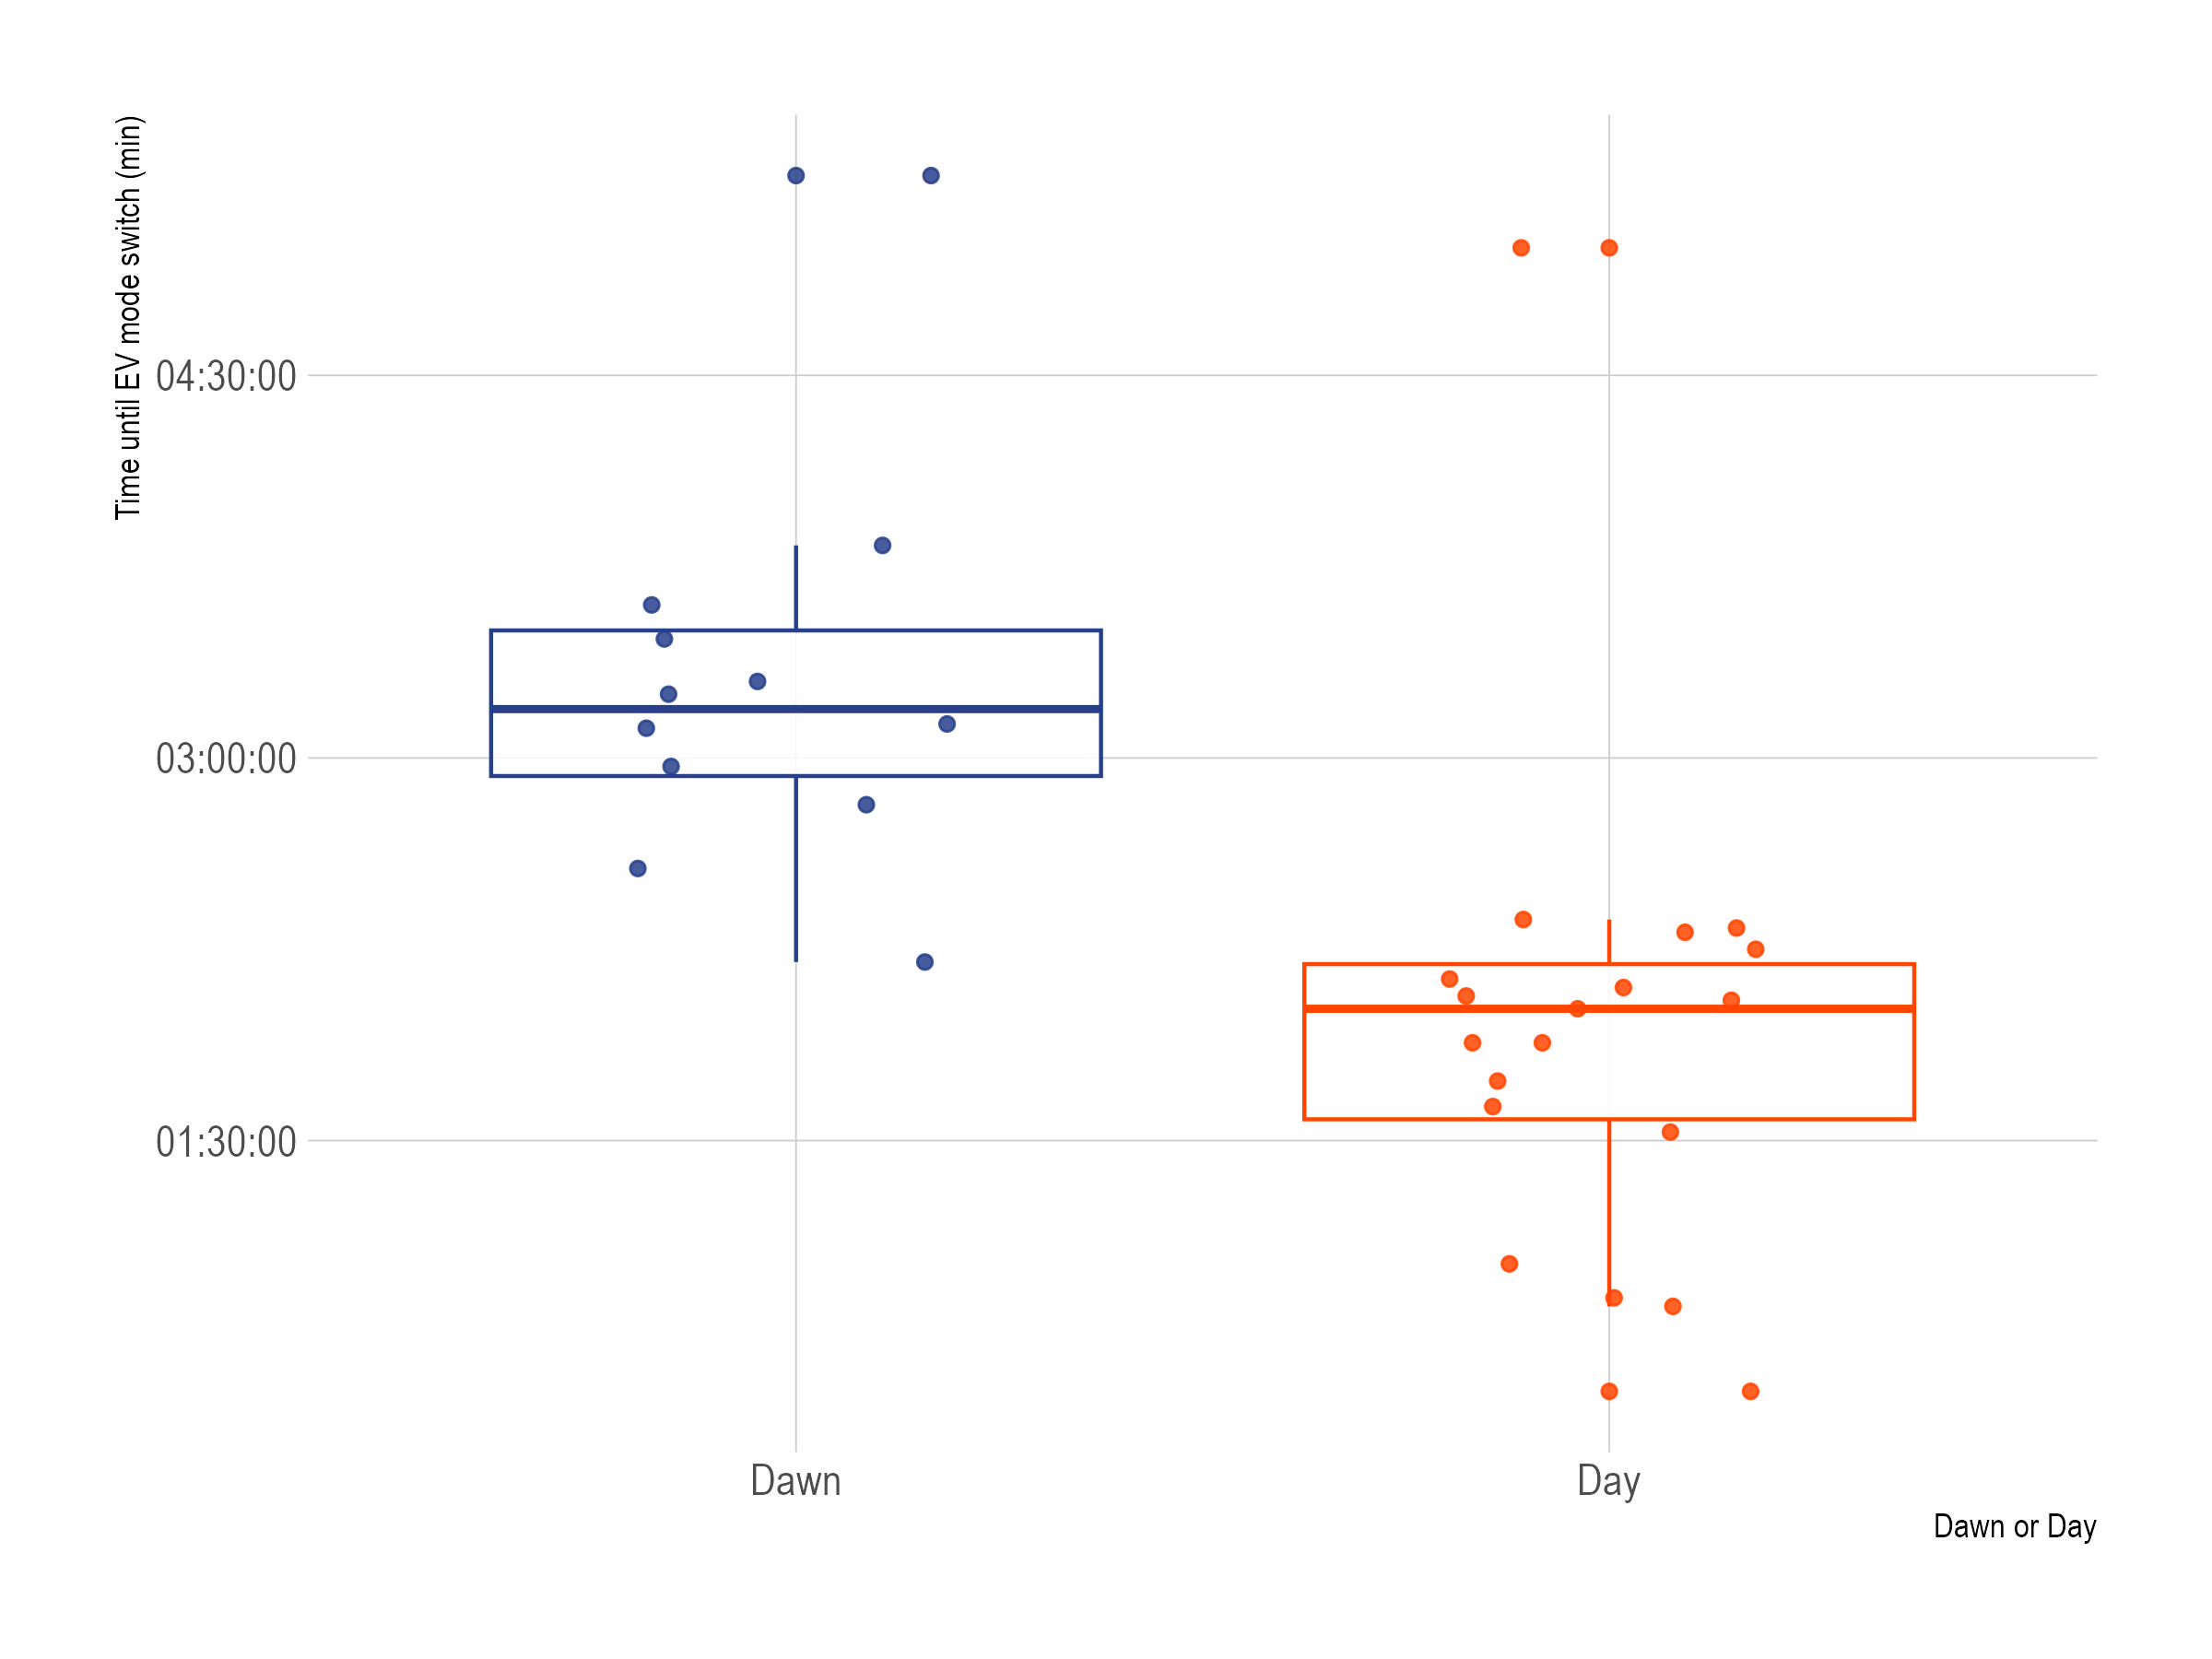 Time until EV mode switch (min)
04:30:00
03:00:00
01:30:00
Dawn
Day
Dawn or Day